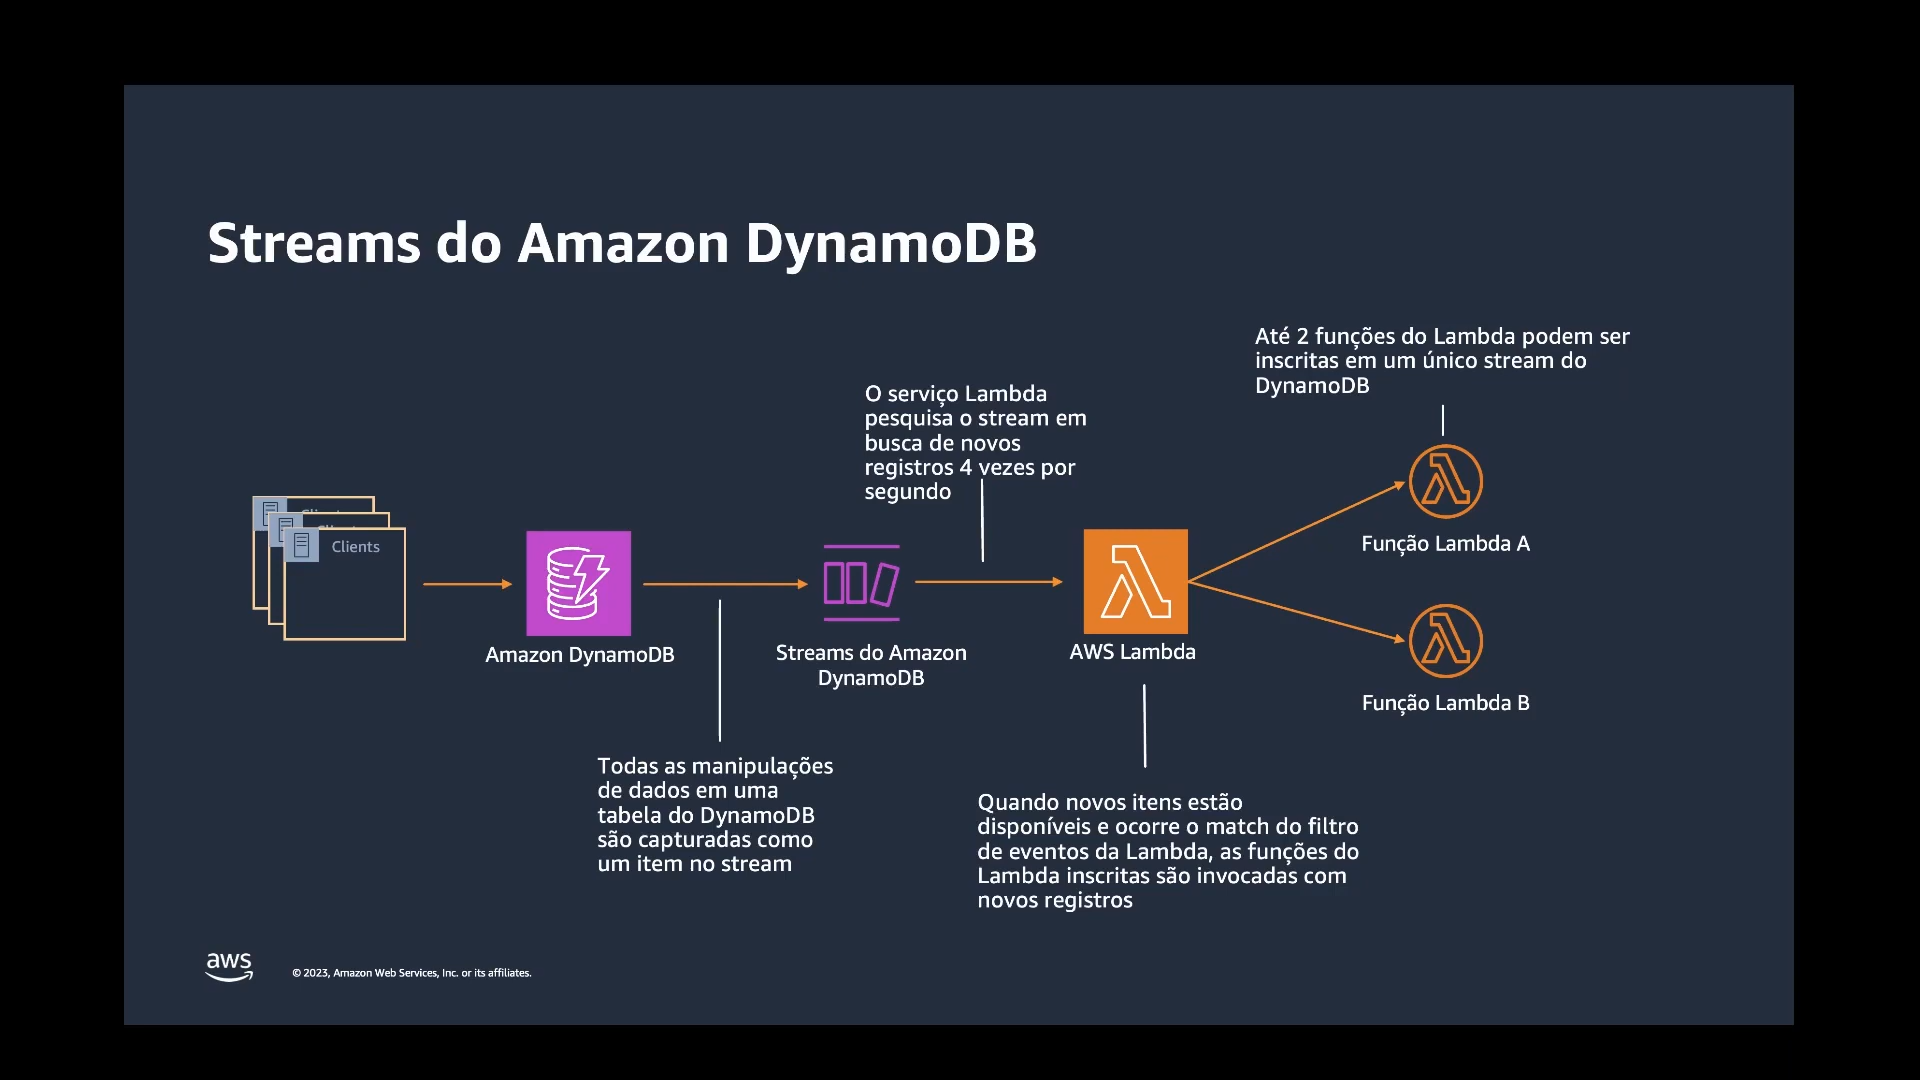 Streams do Amazon DynamoDB
Até 2 funções do Lambda podem ser
inscritas em um único stream do
DynamoDB
O serviço Lambda
pesquisa o stream em
busca de novos
registros 4 vezes por
segundo
Clients
Amazon DynamoDB
Streams do Amazon
DynamoDB
AWS Lambda
Função Lambda A
Função Lambda B
Todas as manipulações
de dados em uma
tabela do DynamoDB
são capturadas como
um item no stream
Quando novos itens estão
disponíveis e ocorre o match do filtro
de eventos da Lambda, as funções do
Lambda inscritas são invocadas com
novos registros
aws
© 2023, Amazon Web Services, Inc. or its affiliates.